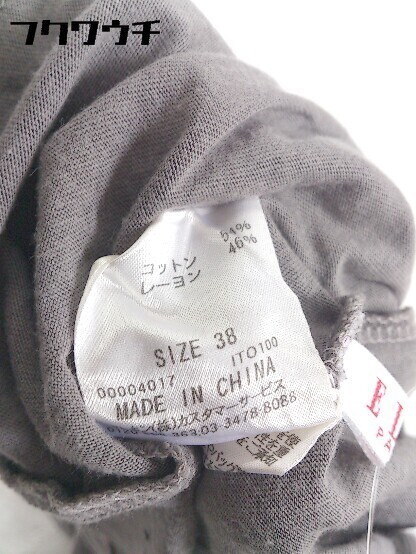 フクワウチ
コットン 54%
レーヨン 46%
SIZE 38
00004017 ITO100
MADE IN CHINA
カスタマーサービス
03-3478-8088